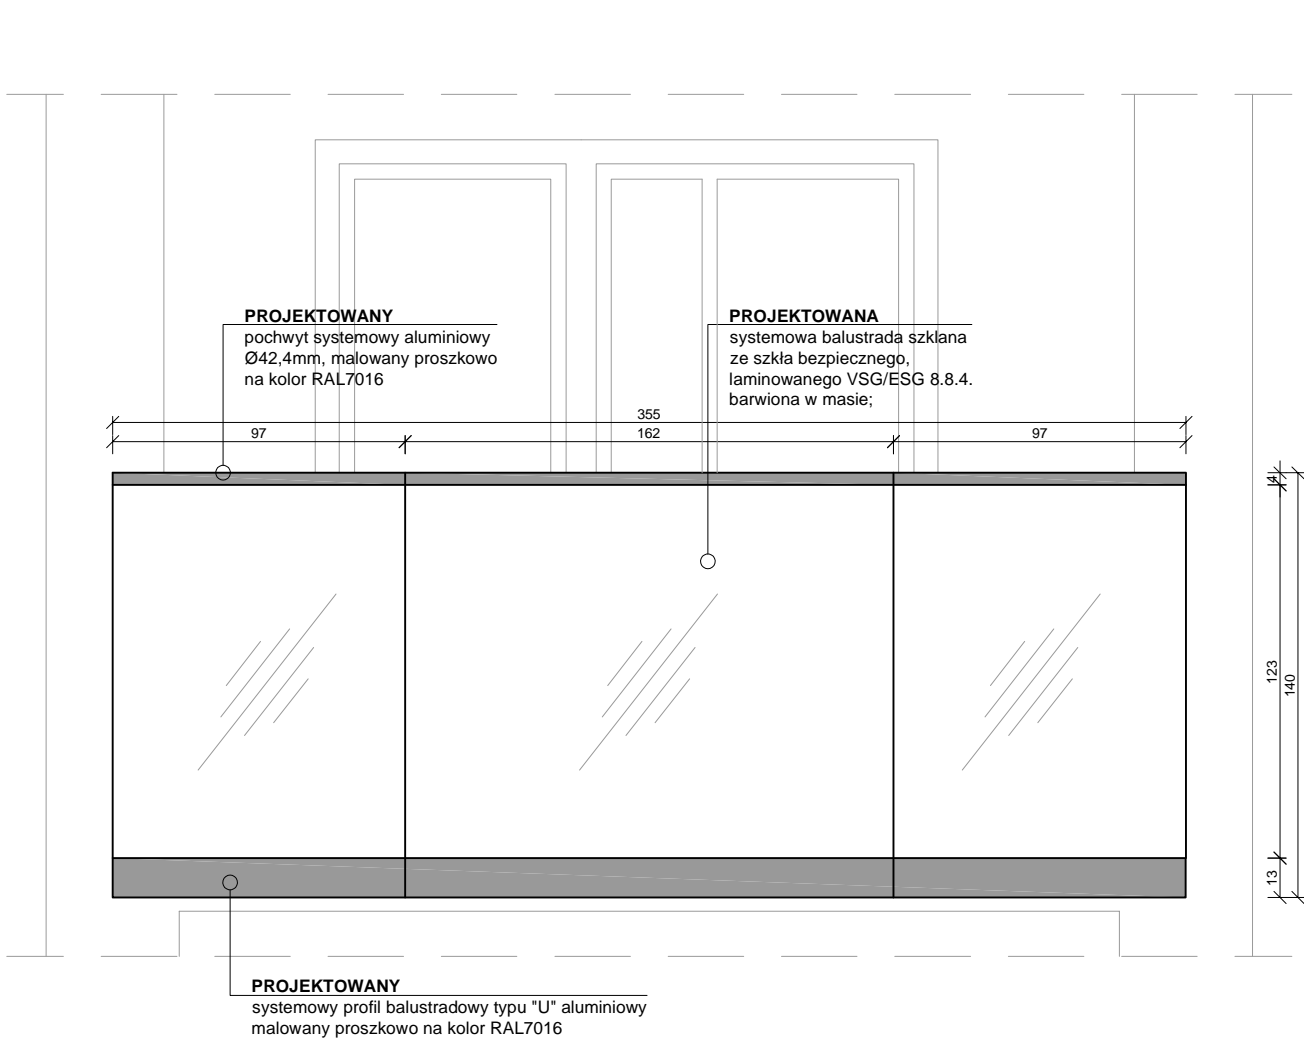 PROJEKTOWANY
pochwyt systemowy aluminiowy
Ø42,4mm, malowany proszkowo
na kolor RAL7016
PROJEKTOWANA
systemowa balustrada szklana
ze szkła bezpiecznego,
laminowanego VSG/ESG 8.8.4.
barwiona w masie;
355
97
162
97
4
123
140
13
PROJEKTOWANY
systemowy profil balustradowy typu "U" aluminiowy
malowany proszkowo na kolor RAL7016